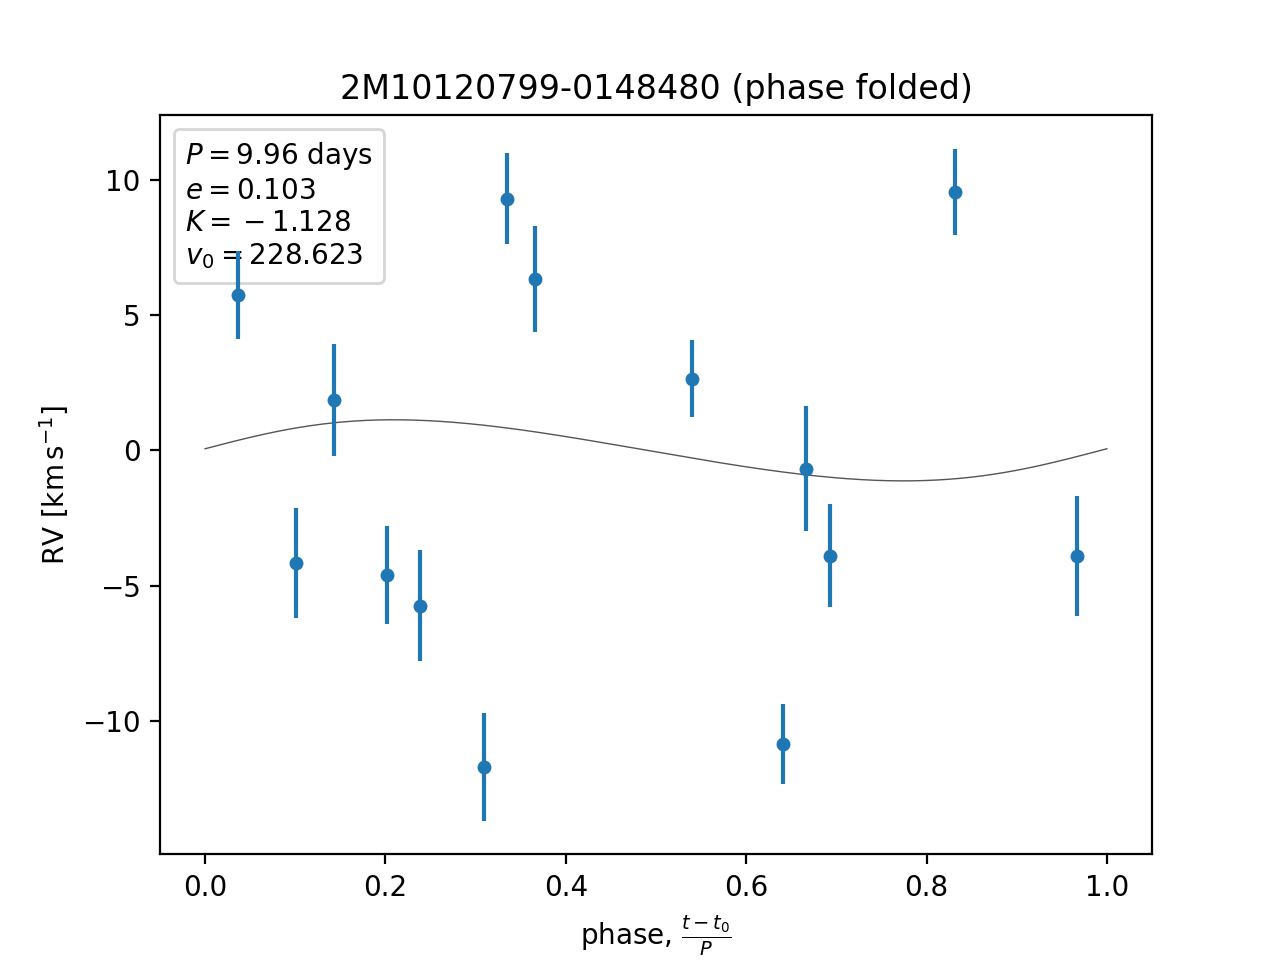 2M10120799-0148480 (phase folded)
P = 9.96 days
e = 0.103
K = −1.128
v₀ = 228.623
10
5
0
−5
−10
RV [km s⁻¹]
0.0 0.2 0.4 0.6 0.8 1.0
phase, (t − t₀)/P